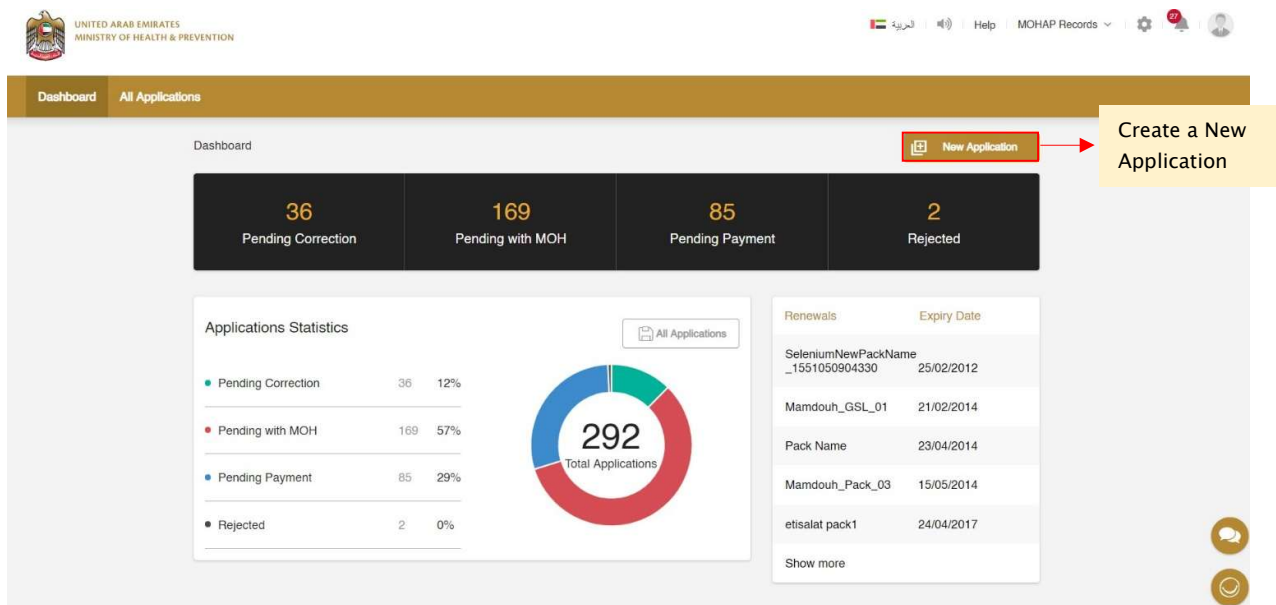 UNITED ARAB EMIRATES
MINISTRY OF HEALTH & PREVENTION
العربية
Help
MOHAP Records
27
Dashboard
All Applications
Dashboard
New Application
Create a New
Application
36
Pending Correction
169
Pending with MOH
85
Pending Payment
2
Rejected
Applications Statistics
All Applications
Pending Correction 36 12%
Pending with MOH 169 57%
Pending Payment 85 29%
Rejected 2 0%
292
Total Applications
Renewals Expiry Date
SeleniumNewPackName
_1551050904330 25/02/2012
Mamdouh_GSL_01 21/02/2014
Pack Name 23/04/2014
Mamdouh_Pack_03 15/05/2014
etisalat pack1 24/04/2017
Show more